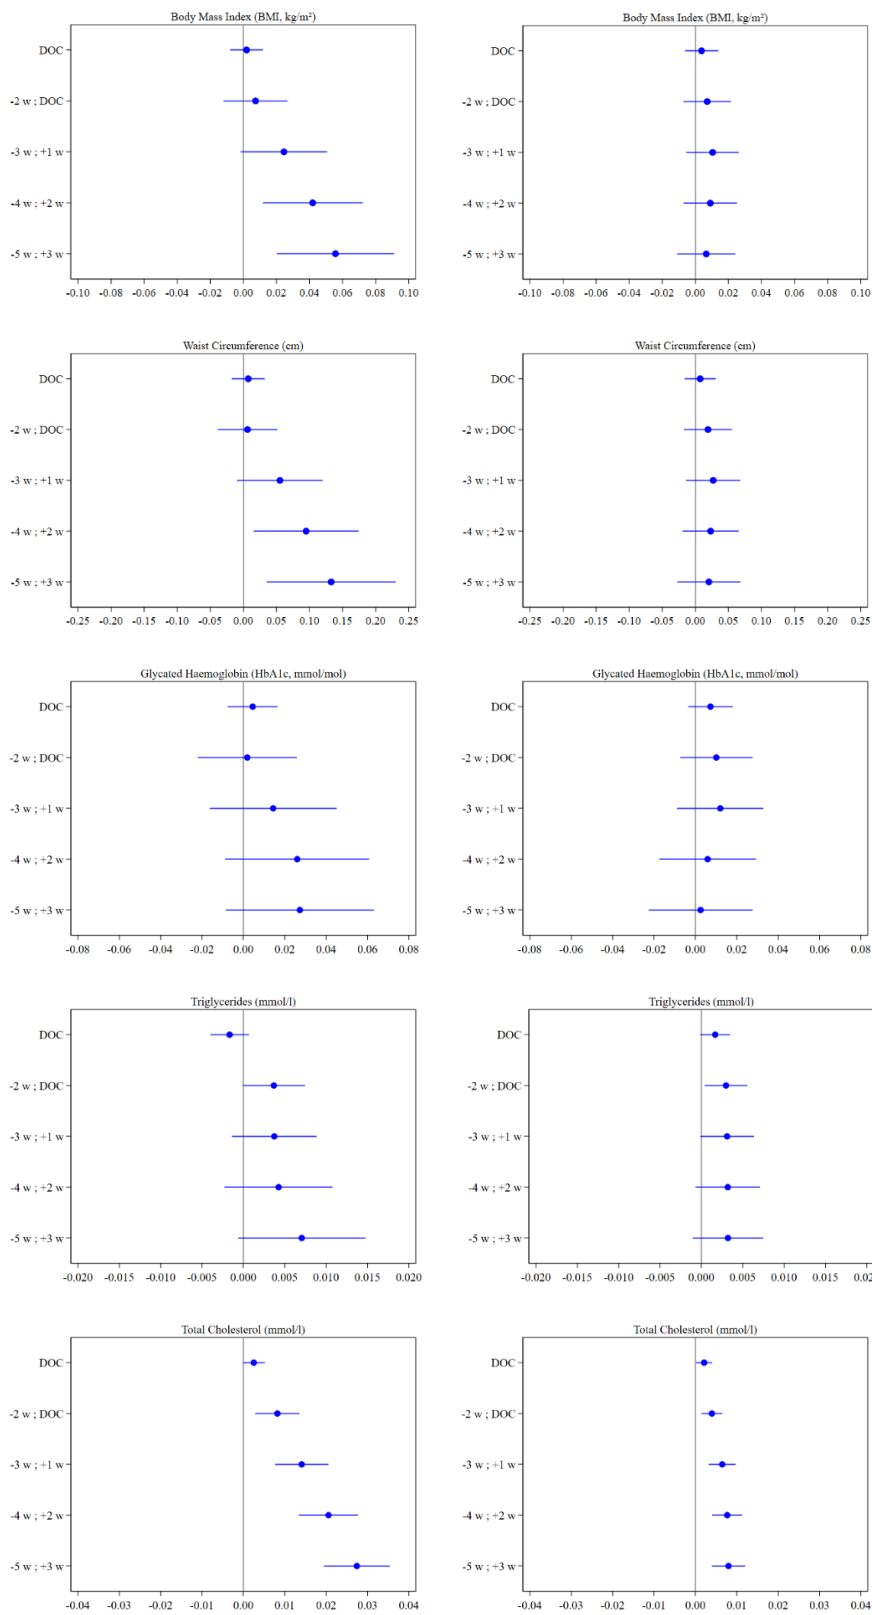 Body Mass Index (BMI, kg/m²)
DOC
-2 w ; DOC
-3 w ; +1 w
-4 w ; +2 w
-5 w ; +3 w
-0.10 -0.08 -0.06 -0.04 -0.02 0.00 0.02 0.04 0.06 0.08 0.10
Body Mass Index (BMI, kg/m²)
DOC
-2 w ; DOC
-3 w ; +1 w
-4 w ; +2 w
-5 w ; +3 w
-0.10 -0.08 -0.06 -0.04 -0.02 0.00 0.02 0.04 0.06 0.08 0.10
Waist Circumference (cm)
DOC
-2 w ; DOC
-3 w ; +1 w
-4 w ; +2 w
-5 w ; +3 w
-0.25 -0.20 -0.15 -0.10 -0.05 0.00 0.05 0.10 0.15 0.20 0.25
Waist Circumference (cm)
DOC
-2 w ; DOC
-3 w ; +1 w
-4 w ; +2 w
-5 w ; +3 w
-0.25 -0.20 -0.15 -0.10 -0.05 0.00 0.05 0.10 0.15 0.20 0.25
Glycated Haemoglobin (HbA1c, mmol/mol)
DOC
-2 w ; DOC
-3 w ; +1 w
-4 w ; +2 w
-5 w ; +3 w
-0.08 -0.06 -0.04 -0.02 0.00 0.02 0.04 0.06 0.08
Glycated Haemoglobin (HbA1c, mmol/mol)
DOC
-2 w ; DOC
-3 w ; +1 w
-4 w ; +2 w
-5 w ; +3 w
-0.08 -0.06 -0.04 -0.02 0.00 0.02 0.04 0.06 0.08
Triglycerides (mmol/l)
DOC
-2 w ; DOC
-3 w ; +1 w
-4 w ; +2 w
-5 w ; +3 w
-0.020 -0.015 -0.010 -0.005 0.000 0.005 0.010 0.015 0.020
Triglycerides (mmol/l)
DOC
-2 w ; DOC
-3 w ; +1 w
-4 w ; +2 w
-5 w ; +3 w
-0.020 -0.015 -0.010 -0.005 0.000 0.005 0.010 0.015 0.02
Total Cholesterol (mmol/l)
DOC
-2 w ; DOC
-3 w ; +1 w
-4 w ; +2 w
-5 w ; +3 w
-0.04 -0.03 -0.02 -0.01 0.00 0.01 0.02 0.03 0.04
Total Cholesterol (mmol/l)
DOC
-2 w ; DOC
-3 w ; +1 w
-4 w ; +2 w
-5 w ; +3 w
-0.04 -0.03 -0.02 -0.01 0.00 0.01 0.02 0.03 0.04